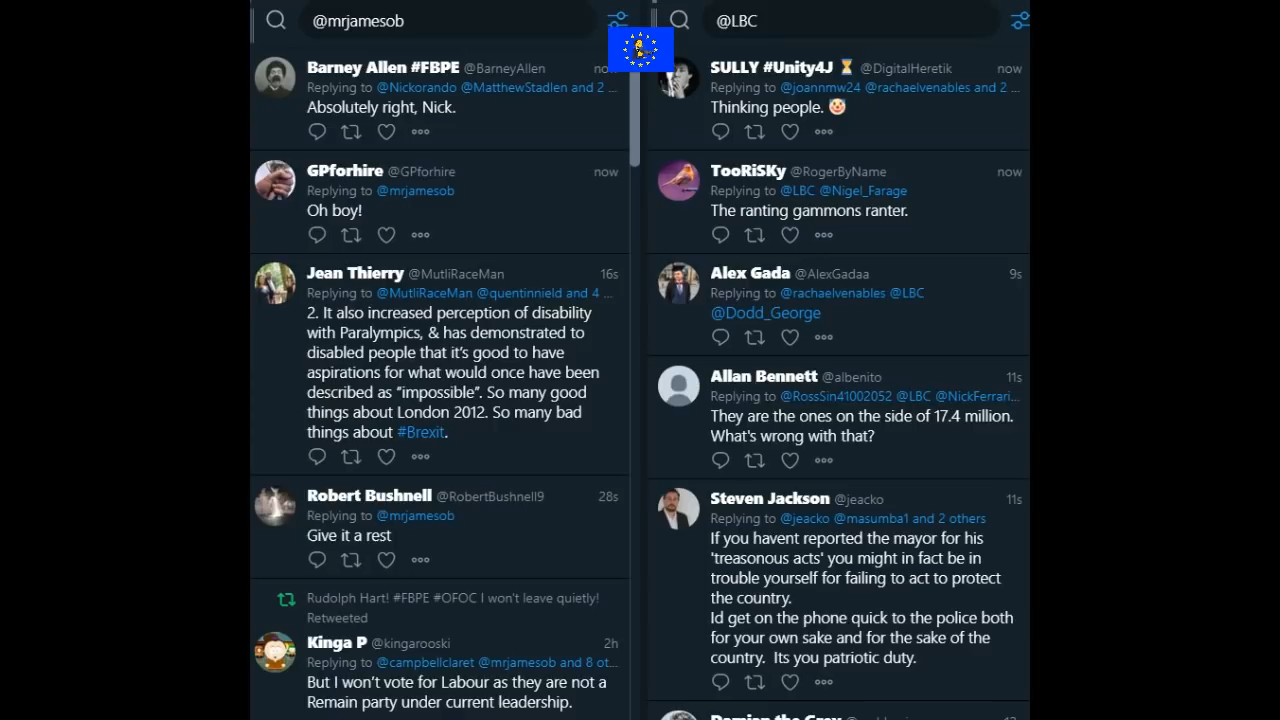 @mrjamesob
Barney Allen #FBPE @BarneyAllen now
Replying to @Nickorando @MatthewStadlen and 2 ...
Absolutely right, Nick.
GPforhire @GPforhire now
Replying to @mrjamesob
Oh boy!
Jean Thierry @MutliRaceMan 16s
Replying to @MutliRaceMan @quentinnield and 4 ...
2. It also increased perception of disability
with Paralympics, & has demonstrated to
disabled people that it's good to have
aspirations for what would once have been
described as “impossible”. So many good
things about London 2012. So many bad
things about #Brexit.
Robert Bushnell @RobertBushnell9 28s
Replying to @mrjamesob
Give it a rest
Rudolph Hart! #FBPE #OFOC I won't leave quietly!
Retweeted
Kinga P @kingarooski 2h
Replying to @campbellclaret @mrjamesob and 8 ot...
But I won't vote for Labour as they are not a
Remain party under current leadership.
@LBC
SULLY #Unity4J ⏳ @DigitalHeretik now
Replying to @joannmw24 @rachaelvenables and 2 ...
Thinking people. 🤡
TooRiSKy @RogerByName now
Replying to @LBC @Nigel_Farage
The ranting gammons ranter.
Alex Gada @AlexGadaa 9s
Replying to @rachaelvenables @LBC
@Dodd_George
Allan Bennett @albenito 11s
Replying to @RossSin41002052 @LBC @NickFerrari...
They are the ones on the side of 17.4 million.
What's wrong with that?
Steven Jackson @jeacko 11s
Replying to @jeacko @masumba1 and 2 others
If you havent reported the mayor for his
'treasonous acts' you might in fact be in
trouble yourself for failing to act to protect
the country.
Id get on the phone quick to the police both
for your own sake and for the sake of the
country. Its you patriotic duty.
Damian the Grey